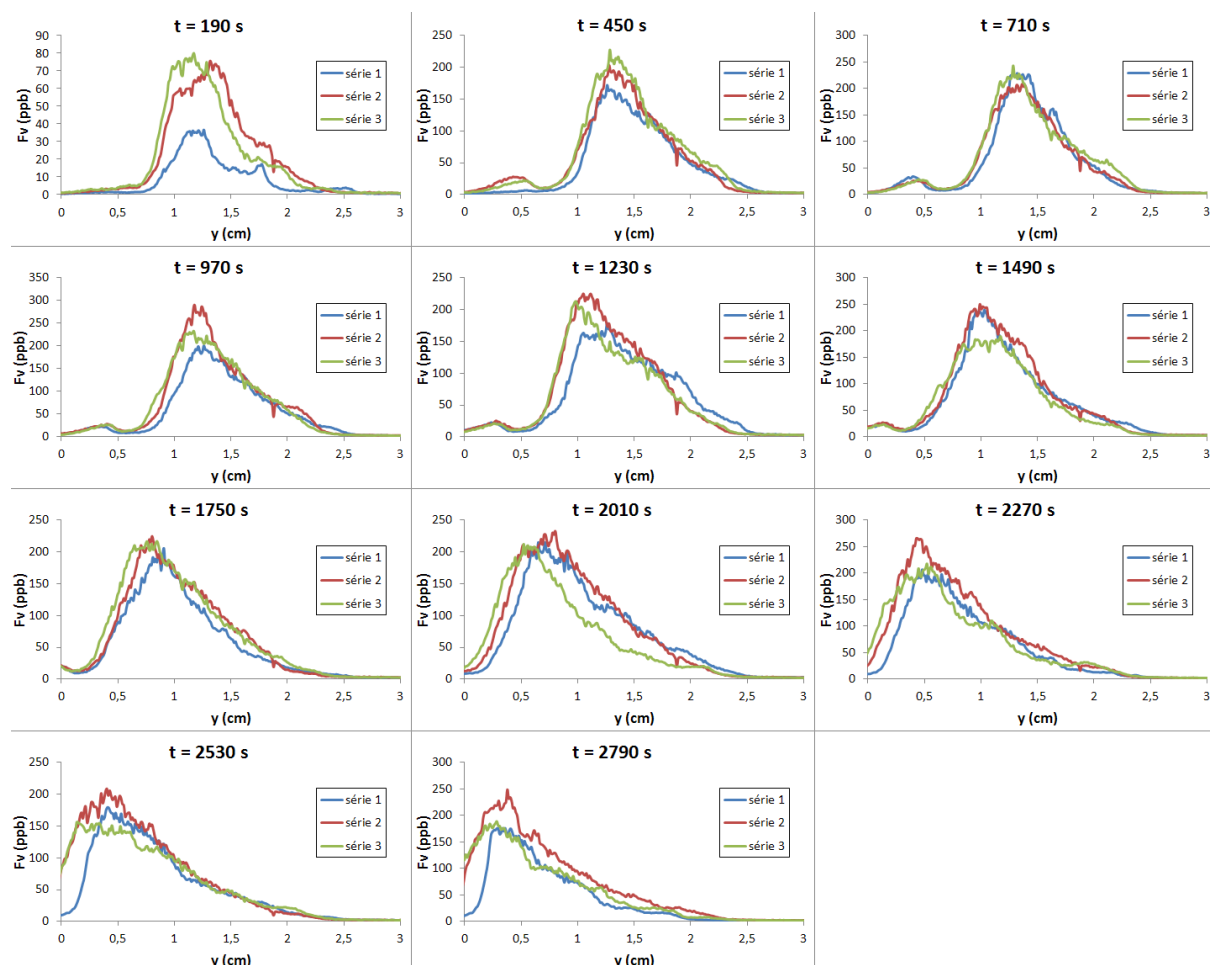 t = 190 s
Fv (ppb)
90
80
70
60
50
40
30
20
10
0
série 1
série 2
série 3
0 0,5 1 1,5 2 2,5 3
y (cm)
t = 450 s
Fv (ppb)
250
200
150
100
50
0
série 1
série 2
série 3
0 0,5 1 1,5 2 2,5 3
y (cm)
t = 710 s
Fv (ppb)
300
250
200
150
100
50
0
série 1
série 2
série 3
0 0,5 1 1,5 2 2,5 3
y (cm)
t = 970 s
Fv (ppb)
350
300
250
200
150
100
50
0
série 1
série 2
série 3
0 0,5 1 1,5 2 2,5 3
y (cm)
t = 1230 s
Fv (ppb)
250
200
150
100
50
0
série 1
série 2
série 3
0 0,5 1 1,5 2 2,5 3
y (cm)
t = 1490 s
Fv (ppb)
300
250
200
150
100
50
0
série 1
série 2
série 3
0 0,5 1 1,5 2 2,5 3
y (cm)
t = 1750 s
Fv (ppb)
250
200
150
100
50
0
série 1
série 2
série 3
0 0,5 1 1,5 2 2,5 3
y (cm)
t = 2010 s
Fv (ppb)
250
200
150
100
50
0
série 1
série 2
série 3
0 0,5 1 1,5 2 2,5 3
y (cm)
t = 2270 s
Fv (ppb)
300
250
200
150
100
50
0
série 1
série 2
série 3
0 0,5 1 1,5 2 2,5 3
y (cm)
t = 2530 s
Fv (ppb)
250
200
150
100
50
0
série 1
série 2
série 3
0 0,5 1 1,5 2 2,5 3
y (cm)
t = 2790 s
Fv (ppb)
300
250
200
150
100
50
0
série 1
série 2
série 3
0 0,5 1 1,5 2 2,5 3
y (cm)